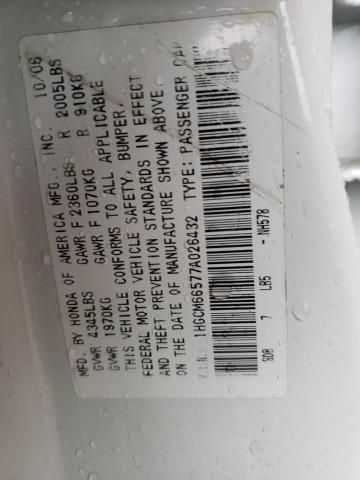 MFD. BY HONDA OF AMERICA MFG., INC. 10/06
GVWR 4345LBS GAWR F 2360LBS R 2005LBS
GVWR 1970KG GAWR F 1070KG R 910KG
THIS VEHICLE CONFORMS TO ALL APPLICABLE
FEDERAL MOTOR VEHICLE SAFETY, BUMPER,
AND THEFT PREVENTION STANDARDS IN EFFECT
ON THE DATE OF MANUFACTURE SHOWN ABOVE.
V.I.N. 1HGCM66577A026432 TYPE: PASSENGER CAR
SDB 7 LB5 - NH578